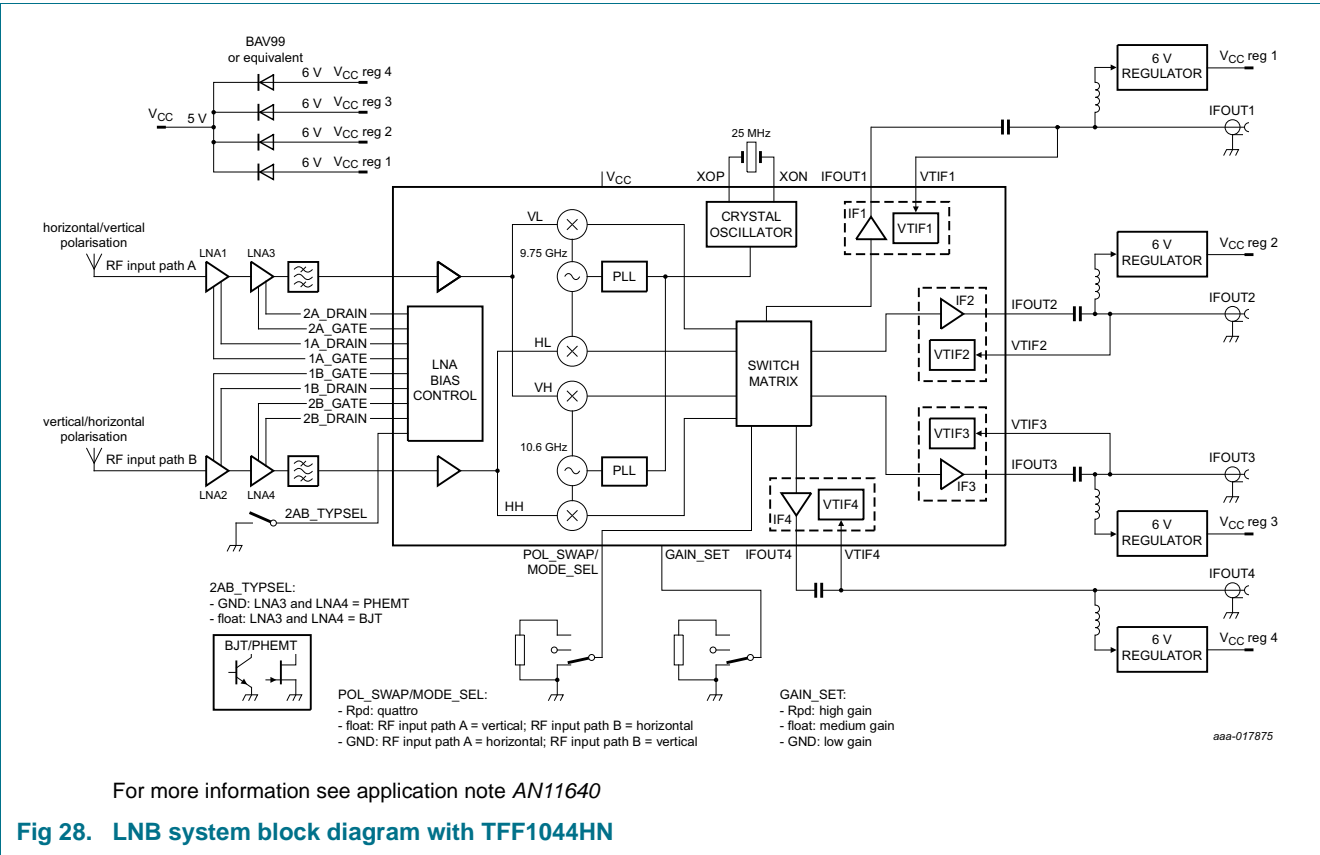 BAV99
or equivalent
6 V VCC reg 4
6 V VCC reg 3
VCC 5 V
6 V VCC reg 2
6 V VCC reg 1
6 V
REGULATOR
VCC reg 1
IFOUT1
25 MHz
XOP
XON
IFOUT1
VTIF1
VCC
horizontal/vertical
polarisation
RF input path A
LNA1
LNA3
VL
9.75 GHz
PLL
CRYSTAL
OSCILLATOR
IF1
VTIF1
6 V
REGULATOR
VCC reg 2
IFOUT2
2A_DRAIN
2A_GATE
1A_DRAIN
1A_GATE
1B_GATE
1B_DRAIN
2B_GATE
2B_DRAIN
LNA
BIAS
CONTROL
HL
VH
SWITCH
MATRIX
IF2
VTIF2
IFOUT2
VTIF2
vertical/horizontal
polarisation
RF input path B
LNA2
LNA4
10.6 GHz
PLL
HH
VTIF3
IF3
VTIF3
IFOUT3
IFOUT3
6 V
REGULATOR
VCC reg 3
2AB_TYPSEL
IF4
VTIF4
POL_SWAP/
MODE_SEL
GAIN_SET
IFOUT4
VTIF4
IFOUT4
6 V
REGULATOR
VCC reg 4
2AB_TYPSEL:
- GND: LNA3 and LNA4 = PHEMT
- float: LNA3 and LNA4 = BJT
BJT/PHEMT
POL_SWAP/MODE_SEL:
- Rpd: quattro
- float: RF input path A = vertical; RF input path B = horizontal
- GND: RF input path A = horizontal; RF input path B = vertical
GAIN_SET:
- Rpd: high gain
- float: medium gain
- GND: low gain
aaa-017875
For more information see application note AN11640
Fig 28. LNB system block diagram with TFF1044HN